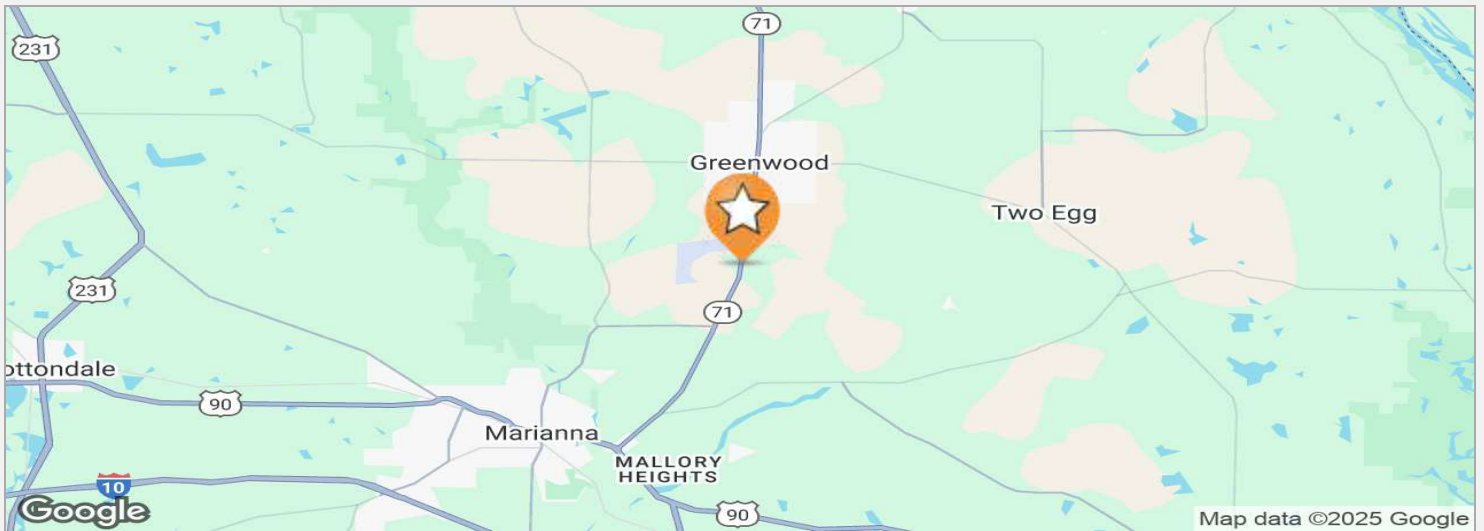 71
231
Greenwood
Two Egg
231
71
ottondale
90
Marianna
MALLORY
HEIGHTS
10
90
Google
Map data ©2025 Google